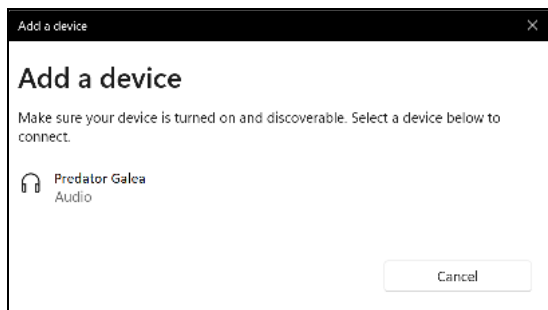 Add a device
Add a device
Make sure your device is turned on and discoverable. Select a device below to
connect.
Predator Galea
Audio
Cancel